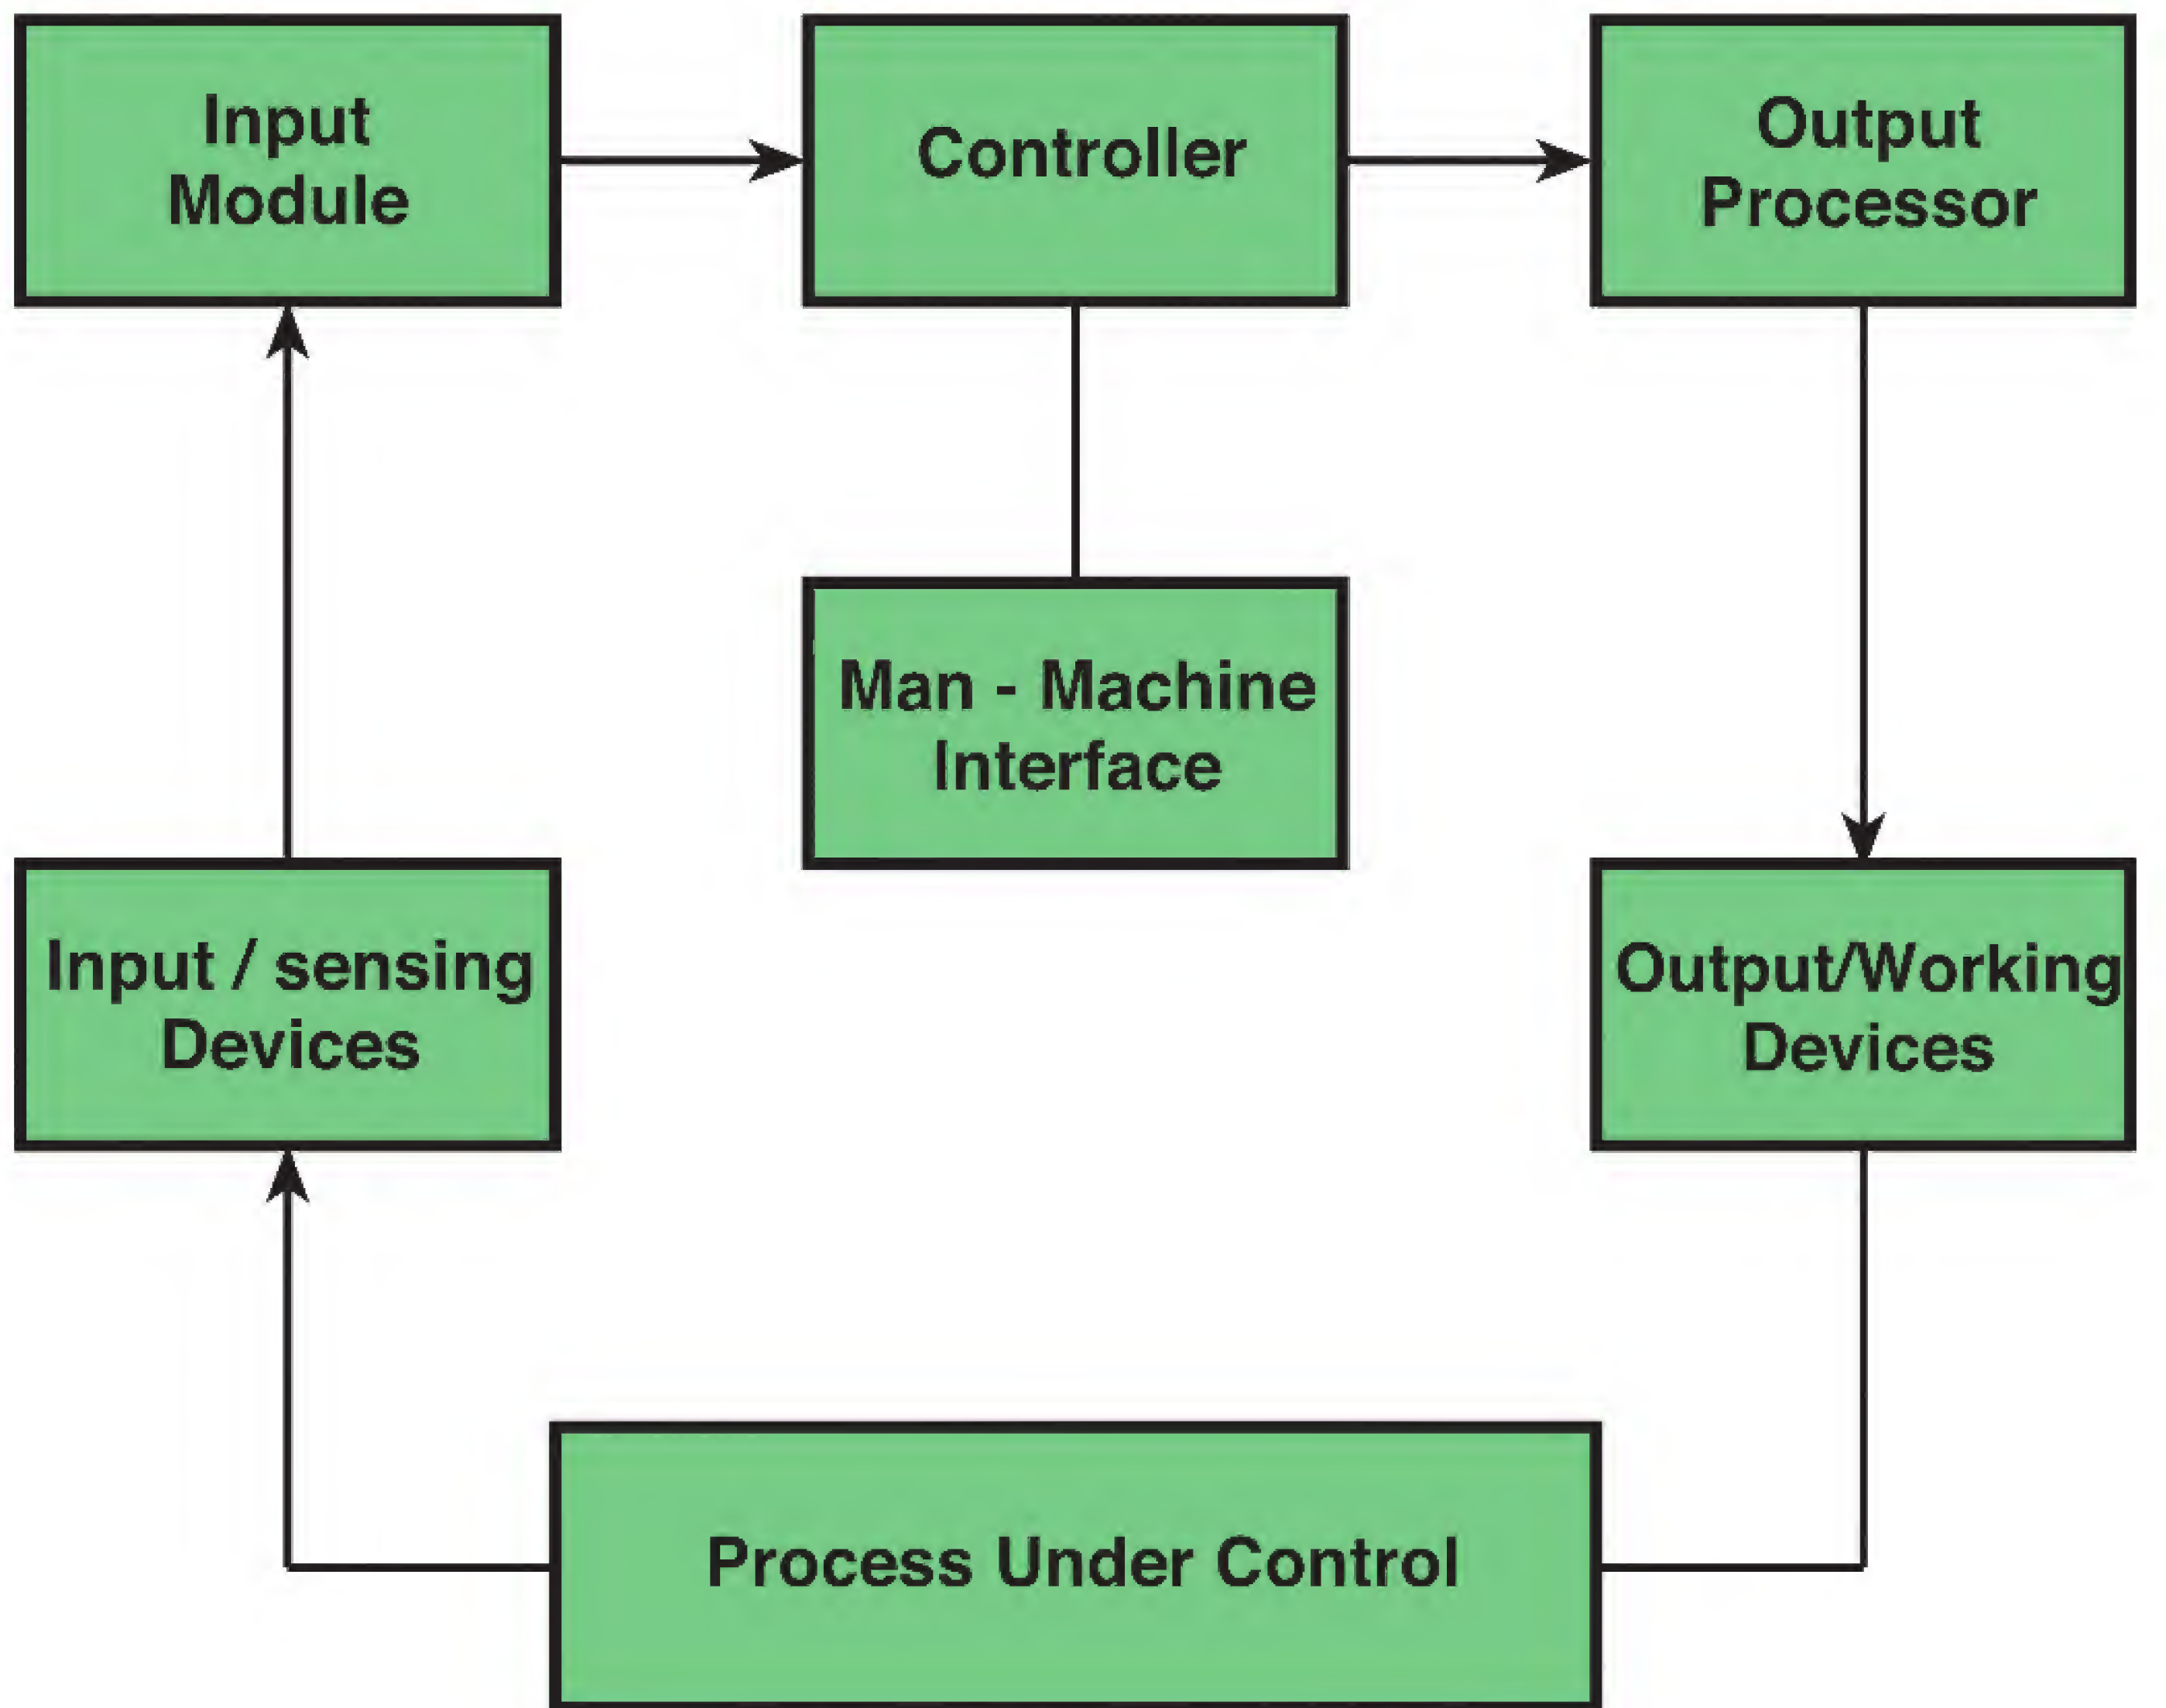 Input
Module
Controller
Output
Processor
Man - Machine
Interface
Input / sensing
Devices
Output/Working
Devices
Process Under Control